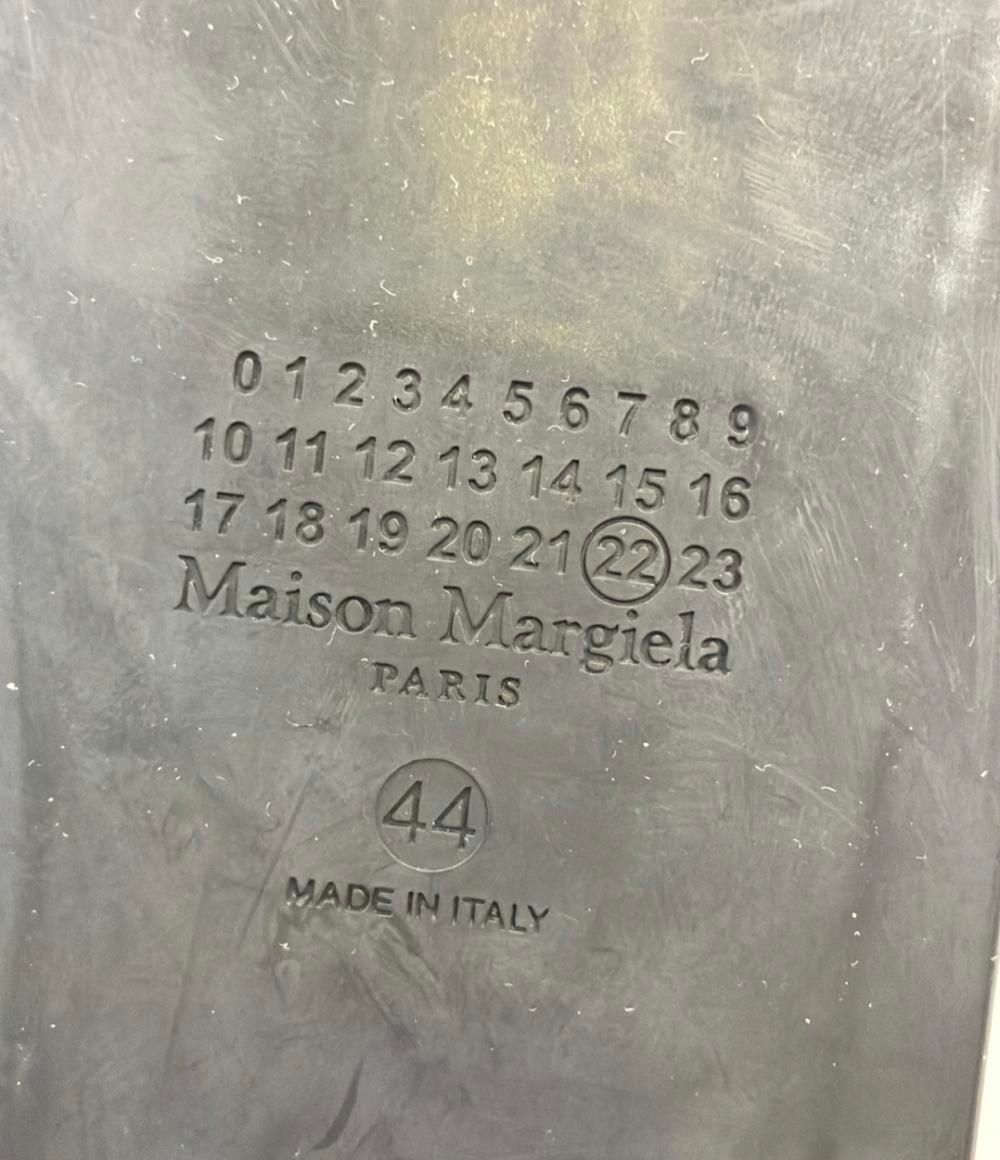 0 1 2 3 4 5 6 7 8 9
10 11 12 13 14 15 16
17 18 19 20 21 22 23
Maison Margiela
PARIS
44
MADE IN ITALY